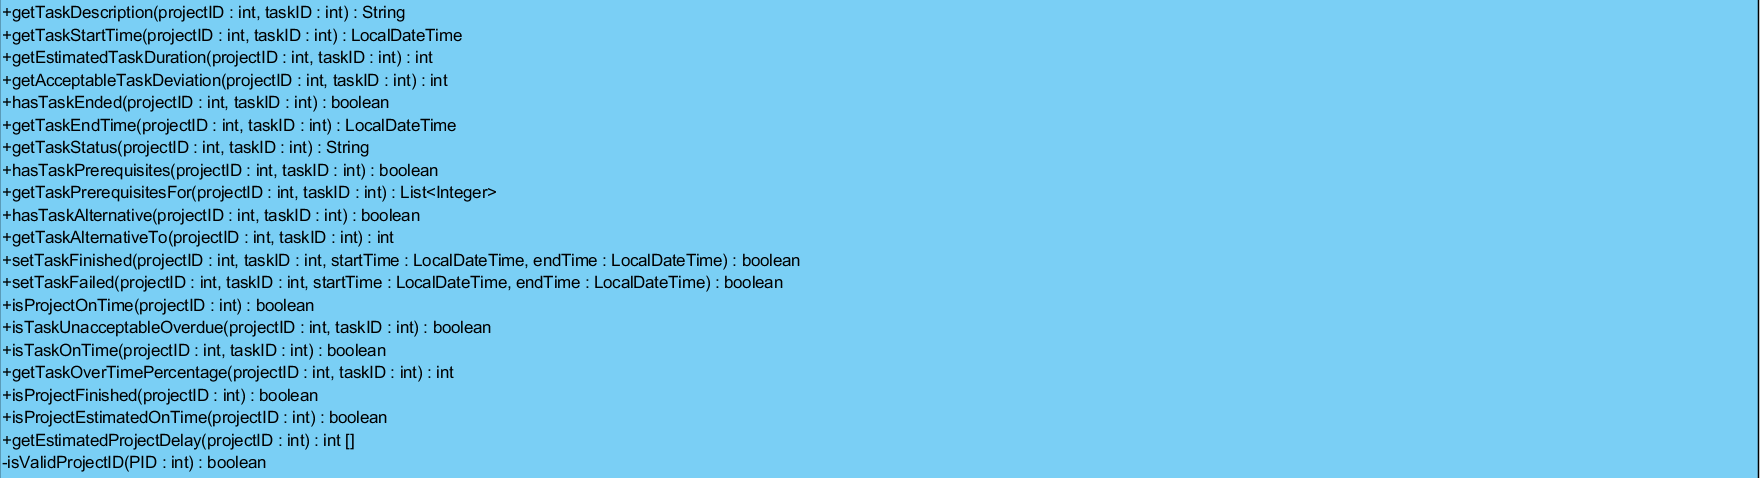 +getTaskDescription(projectID : int, taskID : int) : String
+getTaskStartTime(projectID : int, taskID : int) : LocalDateTime
+getEstimatedTaskDuration(projectID : int, taskID : int) : int
+getAcceptableTaskDeviation(projectID : int, taskID : int) : int
+hasTaskEnded(projectID : int, taskID : int) : boolean
+getTaskEndTime(projectID : int, taskID : int) : LocalDateTime
+getTaskStatus(projectID : int, taskID : int) : String
+hasTaskPrerequisites(projectID : int, taskID : int) : boolean
+getTaskPrerequisitesFor(projectID : int, taskID : int) : List<Integer>
+hasTaskAlternative(projectID : int, taskID : int) : boolean
+getTaskAlternativeTo(projectID : int, taskID : int) : int
+setTaskFinished(projectID : int, taskID : int, startTime : LocalDateTime, endTime : LocalDateTime) : boolean
+setTaskFailed(projectID : int, taskID : int, startTime : LocalDateTime, endTime : LocalDateTime) : boolean
+isProjectOnTime(projectID : int) : boolean
+isTaskUnacceptableOverdue(projectID : int, taskID : int) : boolean
+isTaskOnTime(projectID : int, taskID : int) : boolean
+getTaskOverTimePercentage(projectID : int, taskID : int) : int
+isProjectFinished(projectID : int) : boolean
+isProjectEstimatedOnTime(projectID : int) : boolean
+getEstimatedProjectDelay(projectID : int) : int []
-isValidProjectID(PID : int) : boolean